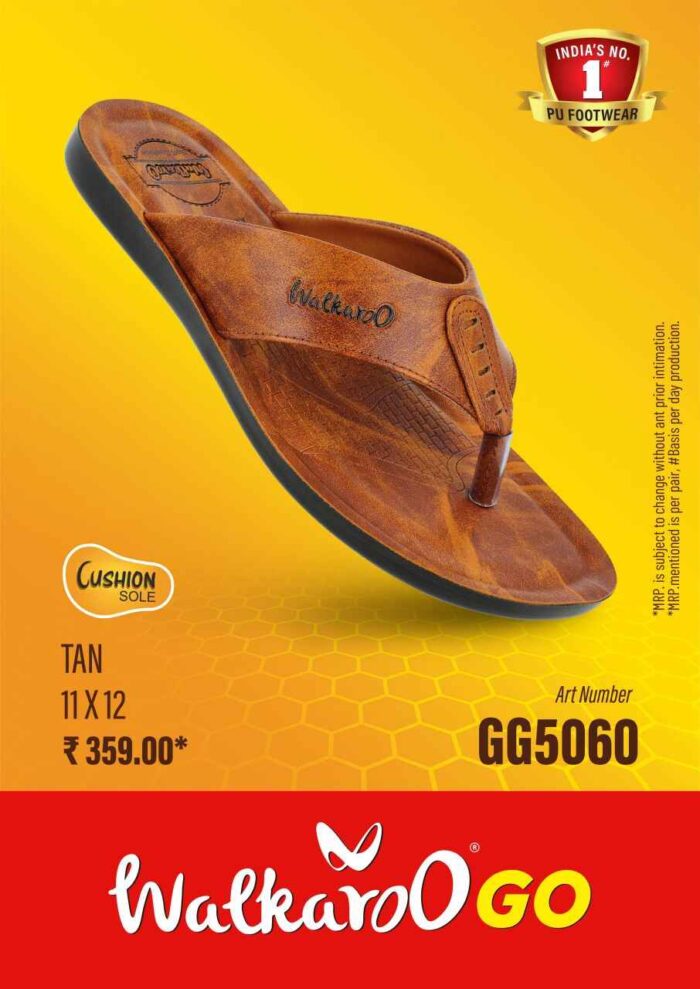 INDIA'S NO.
1#
PU FOOTWEAR
WalkarOO
*MRP. is subject to change without ant prior intimation.
*MRP.mentioned is per pair, #Basis per day production.
CUSHION
SOLE
TAN
11 X 12
₹ 359.00*
Art Number
GG5060
WalkarOO® GO